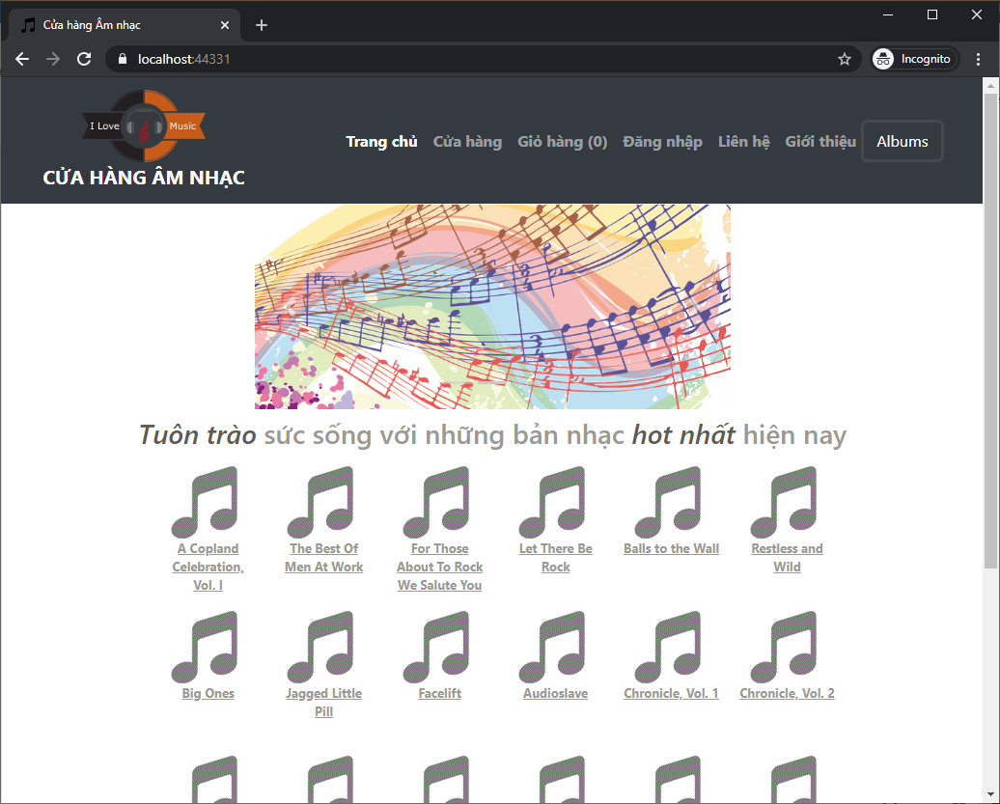 Cửa hàng Âm nhạc
localhost:44331
Incognito
I Love Music
CỬA HÀNG ÂM NHẠC
Trang chủ Cửa hàng Giỏ hàng (0) Đăng nhập Liên hệ Giới thiệu Albums
Tuôn trào sức sống với những bản nhạc hot nhất hiện nay
A Copland
Celebration,
Vol. I
The Best Of
Men At Work
For Those
About To Rock
We Salute You
Let There Be
Rock
Balls to the Wall
Restless and
Wild
Big Ones
Jagged Little
Pill
Facelift
Audioslave
Chronicle, Vol. 1
Chronicle, Vol. 2